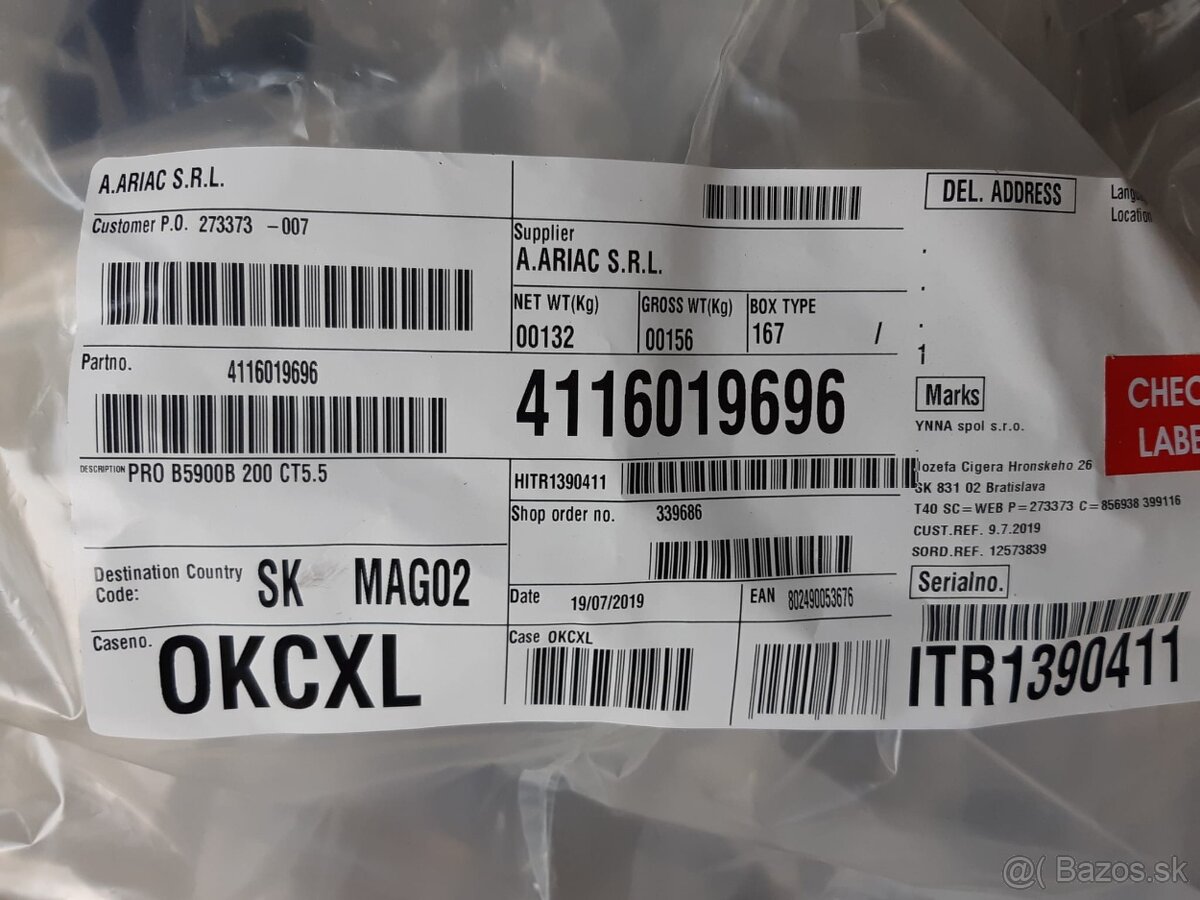 A.ARIAC S.R.L.
Customer P.O. 273373 -007
Partno. 4116019696
DESCRIPTION PRO B5900B 200 CT5.5
Destination Country Code: SK MAG02
Caseno. OKCXL
Supplier
A.ARIAC S.R.L.
NET WT(Kg) GROSS WT(Kg) BOX TYPE
00132 00156 167 /
4116019696
HITR1390411
Shop order no. 339686
Date 19/07/2019 EAN 802490053676
Case OKCXL
DEL. ADDRESS
Location
.
.
.
1
Marks
YNNA spol s.r.o.
Jozefa Cigera Hronskeho 26
SK 831 02 Bratislava
T40 SC=WEB P=273373 C=856938 399116
CUST.REF. 9.7.2019
SORD.REF. 12573839
Serialno.
ITR1390411
CHEC
LABE
@( Bazos.sk